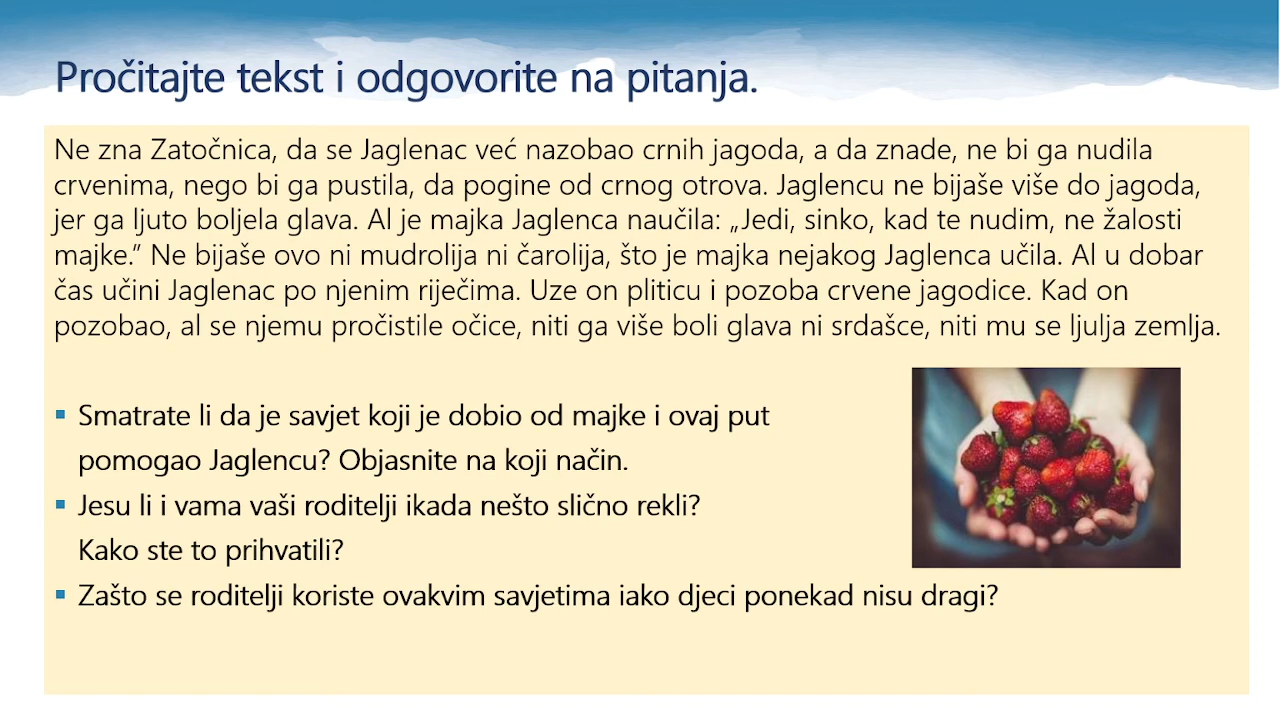 Pročitajte tekst i odgovorite na pitanja.
Ne zna Zatočnica, da se Jaglenac već nazobao crnih jagoda, a da znade, ne bi ga nudila
crvenima, nego bi ga pustila, da pogine od crnog otrova. Jaglencu ne bijaše više do jagoda,
jer ga ljuto boljela glava. Al je majka Jaglenca naučila: „Jedi, sinko, kad te nudim, ne žalosti
majke.” Ne bijaše ovo ni mudrolija ni čarolija, što je majka nejakog Jaglenca učila. Al u dobar
čas učini Jaglenac po njenim riječima. Uze on pliticu i pozoba crvene jagodice. Kad on
pozobao, al se njemu pročistile očice, niti ga više boli glava ni srdašce, niti mu se ljulja zemlja.
▪ Smatrate li da je savjet koji je dobio od majke i ovaj put
pomogao Jaglencu? Objasnite na koji način.
▪ Jesu li i vama vaši roditelji ikada nešto slično rekli?
Kako ste to prihvatili?
▪ Zašto se roditelji koriste ovakvim savjetima iako djeci ponekad nisu dragi?